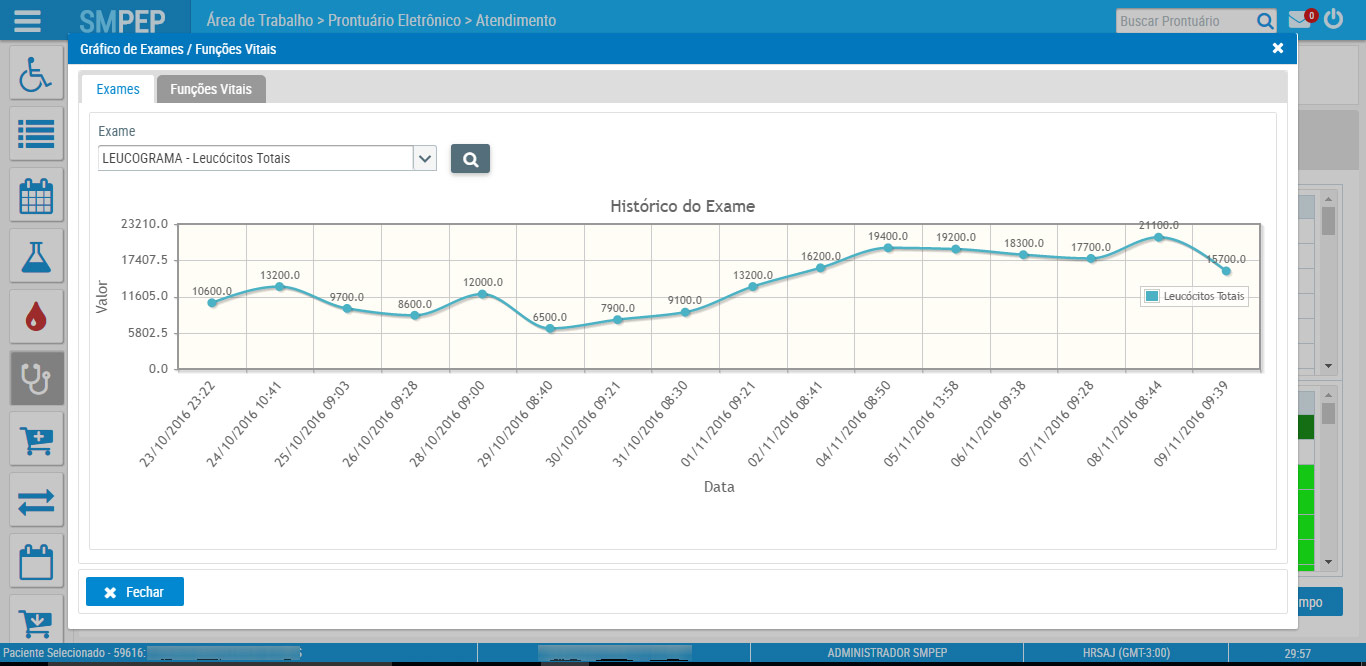 SMPEP
Área de Trabalho > Prontuário Eletrônico > Atendimento
Buscar Prontuário
0
Gráfico de Exames / Funções Vitais
Exames
Funções Vitais
Exame
LEUCOGRAMA - Leucócitos Totais
Histórico do Exame
23210.0
17407.5
11605.0
5802.5
0.0
Valor
10600.0
13200.0
9700.0
8600.0
12000.0
6500.0
7900.0
9100.0
13200.0
16200.0
19400.0
19200.0
18300.0
17700.0
21100.0
15700.0
Leucócitos Totais
23/10/2016 23:22
24/10/2016 10:41
25/10/2016 09:03
26/10/2016 09:28
28/10/2016 09:00
29/10/2016 08:40
30/10/2016 09:21
31/10/2016 08:30
01/11/2016 09:21
02/11/2016 08:41
04/11/2016 08:50
05/11/2016 13:58
06/11/2016 09:38
07/11/2016 09:28
08/11/2016 08:44
09/11/2016 09:39
Data
Fechar
mpo
Paciente Selecionado - 59616:
ADMINISTRADOR SMPEP
HRSAJ (GMT-3:00)
29:57